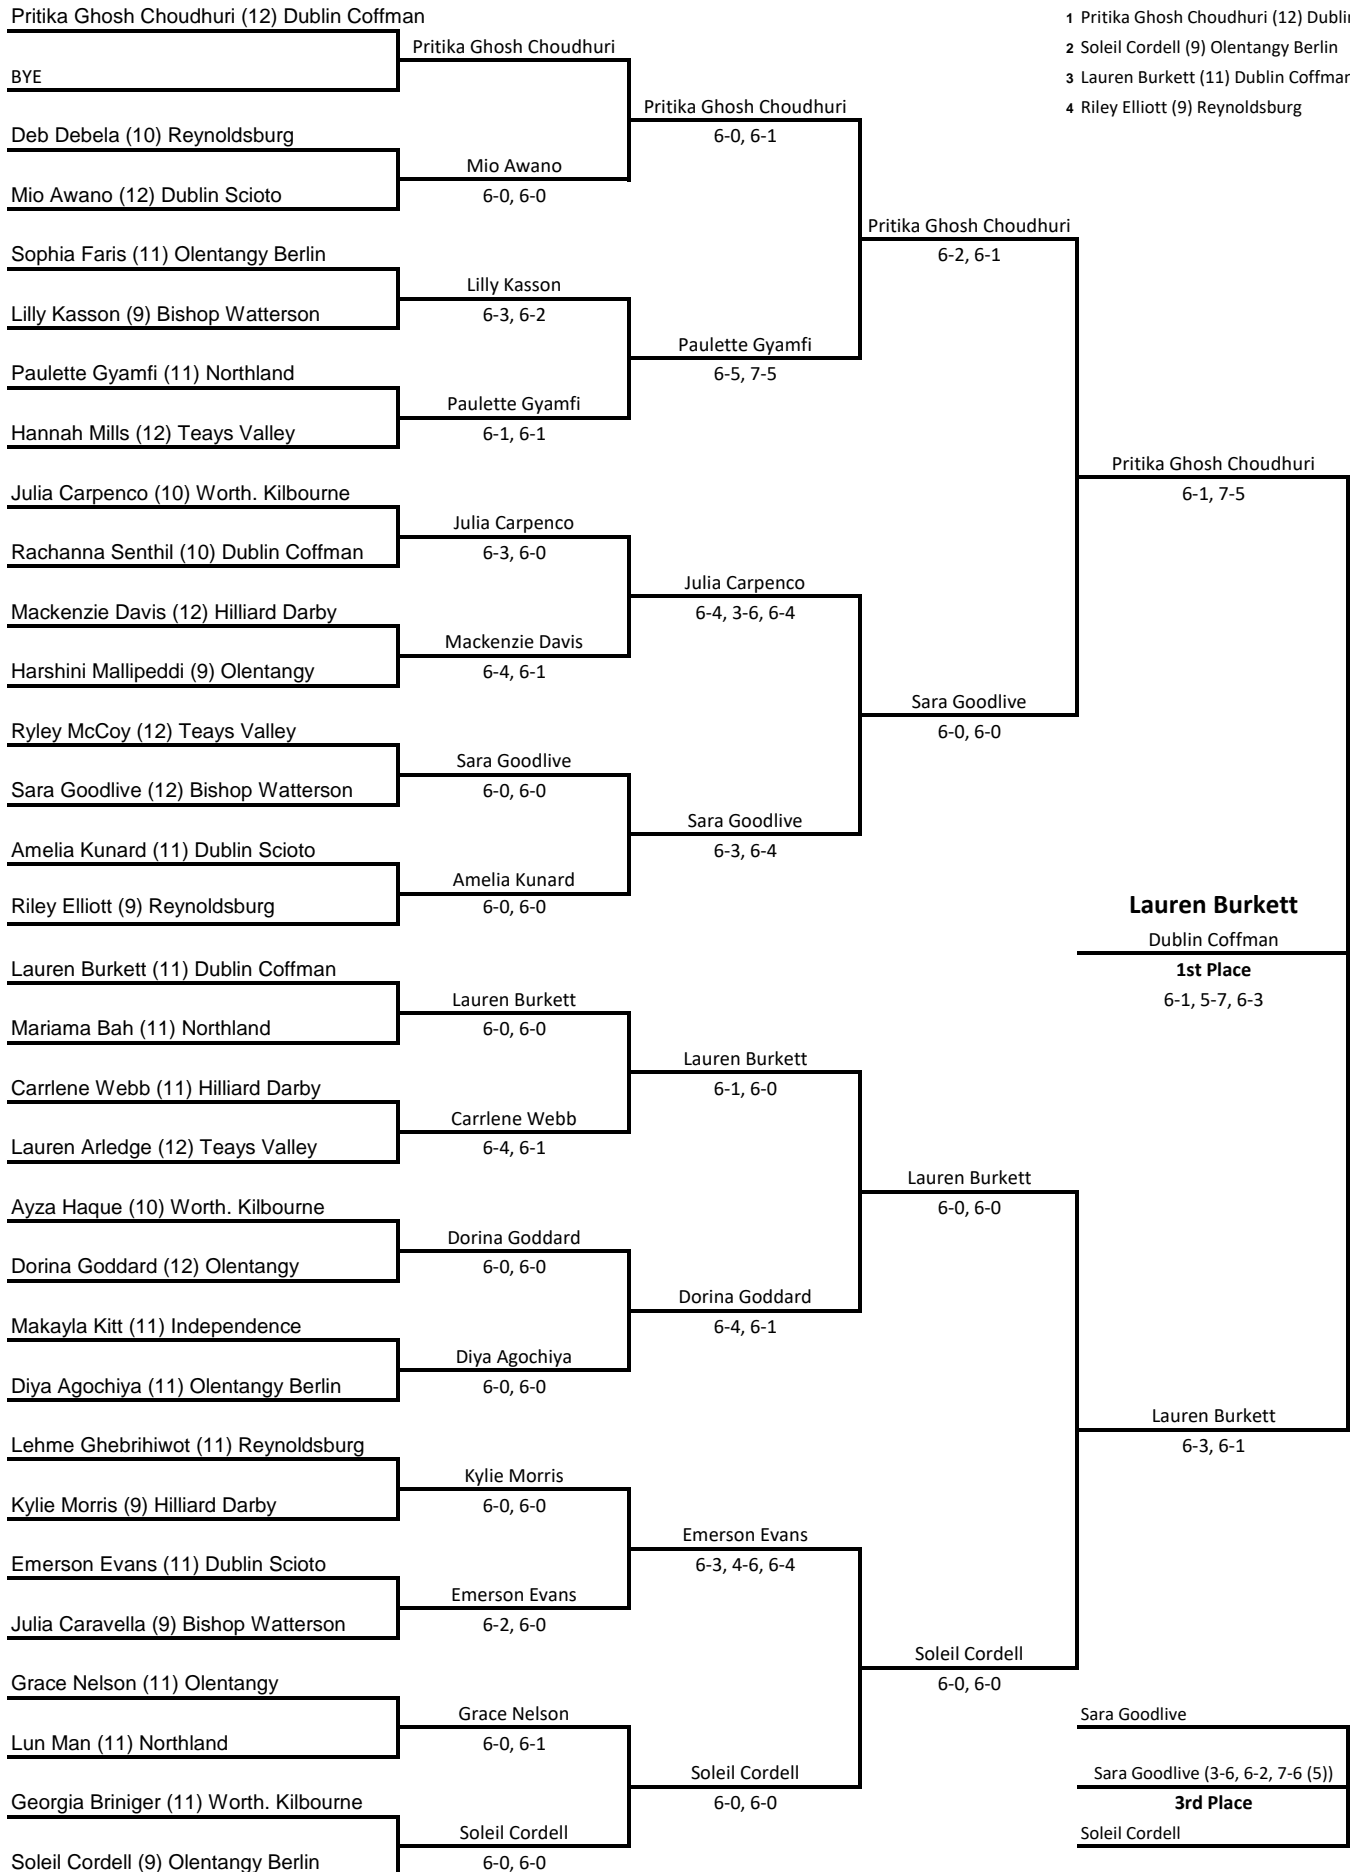 Pritika Ghosh Choudhuri (12) Dublin Coffman
BYE
Deb Debela (10) Reynoldsburg
Mio Awano (12) Dublin Scioto
Sophia Faris (11) Olentangy Berlin
Lilly Kasson (9) Bishop Watterson
Paulette Gyamfi (11) Northland
Hannah Mills (12) Teays Valley
Julia Carpenco (10) Worth. Kilbourne
Rachanna Senthil (10) Dublin Coffman
Mackenzie Davis (12) Hilliard Darby
Harshini Mallipeddi (9) Olentangy
Ryley McCoy (12) Teays Valley
Sara Goodlive (12) Bishop Watterson
Amelia Kunard (11) Dublin Scioto
Riley Elliott (9) Reynoldsburg
Lauren Burkett (11) Dublin Coffman
Mariama Bah (11) Northland
Carrlene Webb (11) Hilliard Darby
Lauren Arledge (12) Teays Valley
Ayza Haque (10) Worth. Kilbourne
Dorina Goddard (12) Olentangy
Makayla Kitt (11) Independence
Diya Agochiya (11) Olentangy Berlin
Lehme Ghebrihiwot (11) Reynoldsburg
Kylie Morris (9) Hilliard Darby
Emerson Evans (11) Dublin Scioto
Julia Caravella (9) Bishop Watterson
Grace Nelson (11) Olentangy
Lun Man (11) Northland
Georgia Briniger (11) Worth. Kilbourne
Soleil Cordell (9) Olentangy Berlin
Pritika Ghosh Choudhuri
Mio Awano
6-0, 6-0
Lilly Kasson
6-3, 6-2
Paulette Gyamfi
6-1, 6-1
Julia Carpenco
6-3, 6-0
Mackenzie Davis
6-4, 6-1
Sara Goodlive
6-0, 6-0
Amelia Kunard
6-0, 6-0
Lauren Burkett
6-0, 6-0
Carrlene Webb
6-4, 6-1
Dorina Goddard
6-0, 6-0
Diya Agochiya
6-0, 6-0
Kylie Morris
6-0, 6-0
Emerson Evans
6-2, 6-0
Grace Nelson
6-0, 6-1
Soleil Cordell
6-0, 6-0
Pritika Ghosh Choudhuri
6-0, 6-1
Paulette Gyamfi
6-5, 7-5
Julia Carpenco
6-4, 3-6, 6-4
Sara Goodlive
6-3, 6-4
Lauren Burkett
6-1, 6-0
Dorina Goddard
6-4, 6-1
Emerson Evans
6-3, 4-6, 6-4
Soleil Cordell
6-0, 6-0
Pritika Ghosh Choudhuri
6-2, 6-1
Sara Goodlive
6-0, 6-0
Lauren Burkett
6-0, 6-0
Soleil Cordell
6-0, 6-0
1 Pritika Ghosh Choudhuri (12) Dublin
2 Soleil Cordell (9) Olentangy Berlin
3 Lauren Burkett (11) Dublin Coffman
4 Riley Elliott (9) Reynoldsburg
Pritika Ghosh Choudhuri
6-1, 7-5
Lauren Burkett
Dublin Coffman
1st Place
6-1, 5-7, 6-3
Lauren Burkett
6-3, 6-1
Sara Goodlive
Sara Goodlive (3-6, 6-2, 7-6 (5))
3rd Place
Soleil Cordell